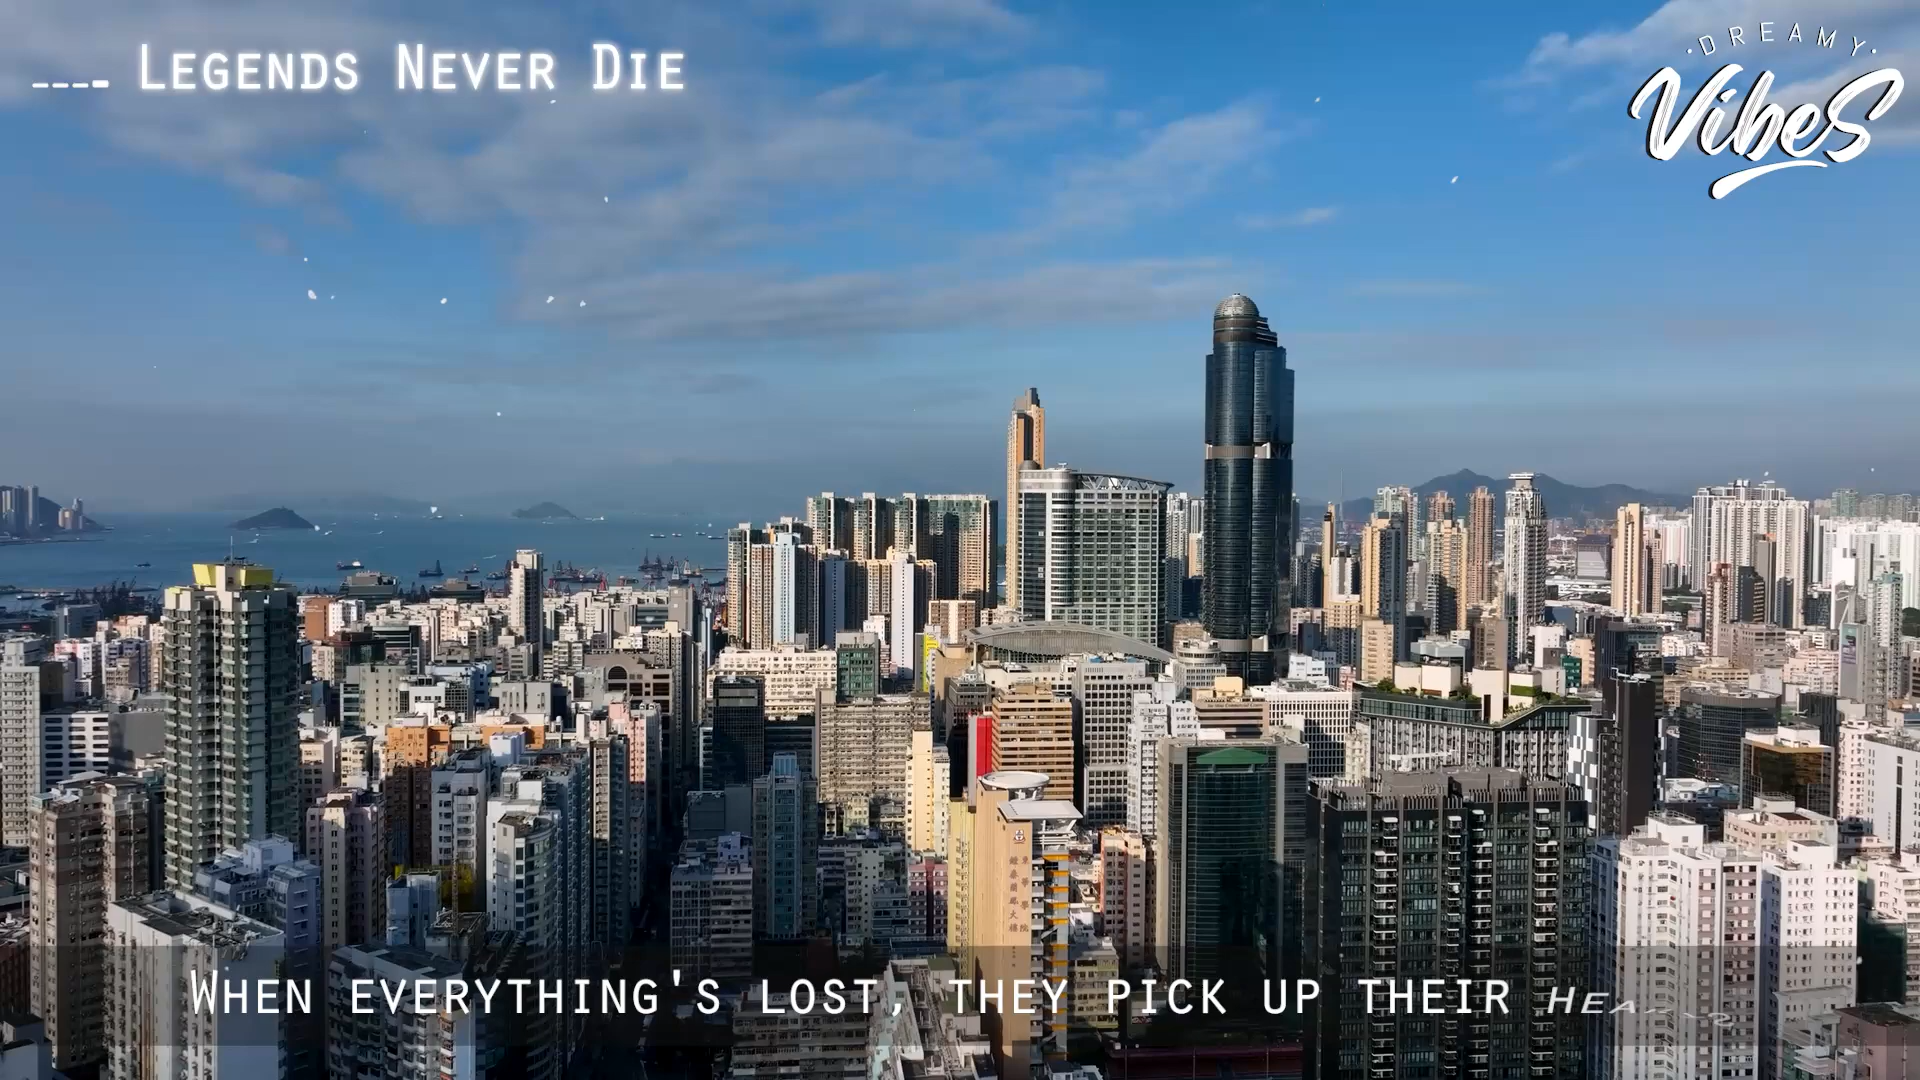 Legends Never Die
DREAMY
Vibes
When everything's lost, they pick up their